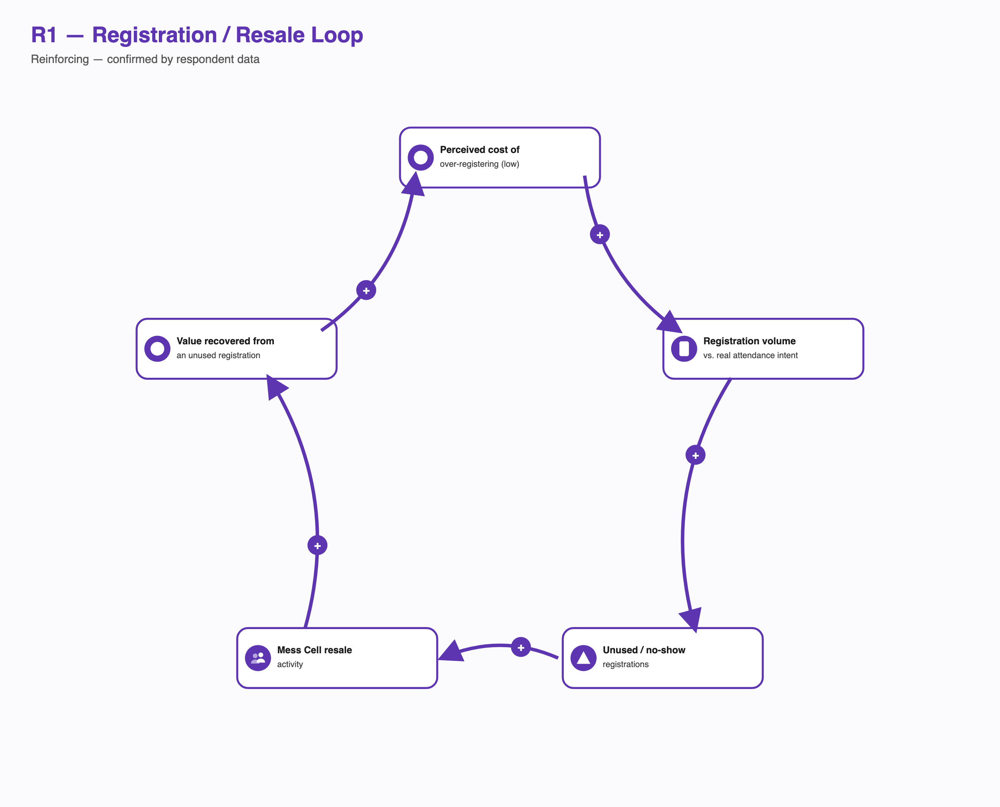 R1 — Registration / Resale Loop
Reinforcing — confirmed by respondent data
Perceived cost of
over-registering (low)
+
+
Value recovered from
an unused registration
Registration volume
vs. real attendance intent
+
+
Mess Cell resale
activity
+
Unused / no-show
registrations